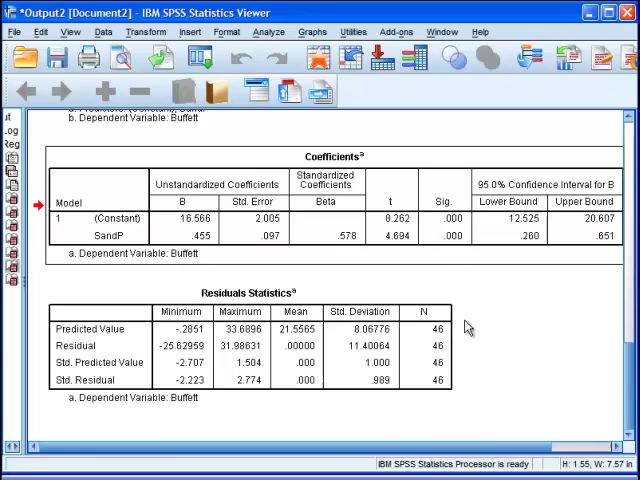 *Output2 [Document2] - IBM SPSS Statistics Viewer
File Edit View Data Transform Insert Format Analyze Graphs Utilities Add-ons Window Help
ut
Log
Reg
b. Dependent Variable: Buffett
Coefficientsᵃ
Model Unstandardized Coefficients Standardized Coefficients t Sig. 95.0% Confidence Interval for B
B Std. Error Beta Lower Bound Upper Bound
1 (Constant) 16.566 2.005 8.262 .000 12.525 20.607
SandP .455 .097 .578 4.694 .000 .260 .651
a. Dependent Variable: Buffett
Residuals Statisticsᵃ
Minimum Maximum Mean Std. Deviation N
Predicted Value -.2851 33.6896 21.5565 8.06776 46
Residual -25.62959 31.98631 .00000 11.40064 46
Std. Predicted Value -2.707 1.504 .000 1.000 46
Std. Residual -2.223 2.774 .000 .989 46
a. Dependent Variable: Buffett
IBM SPSS Statistics Processor is ready H: 1.55, W: 7.57 in